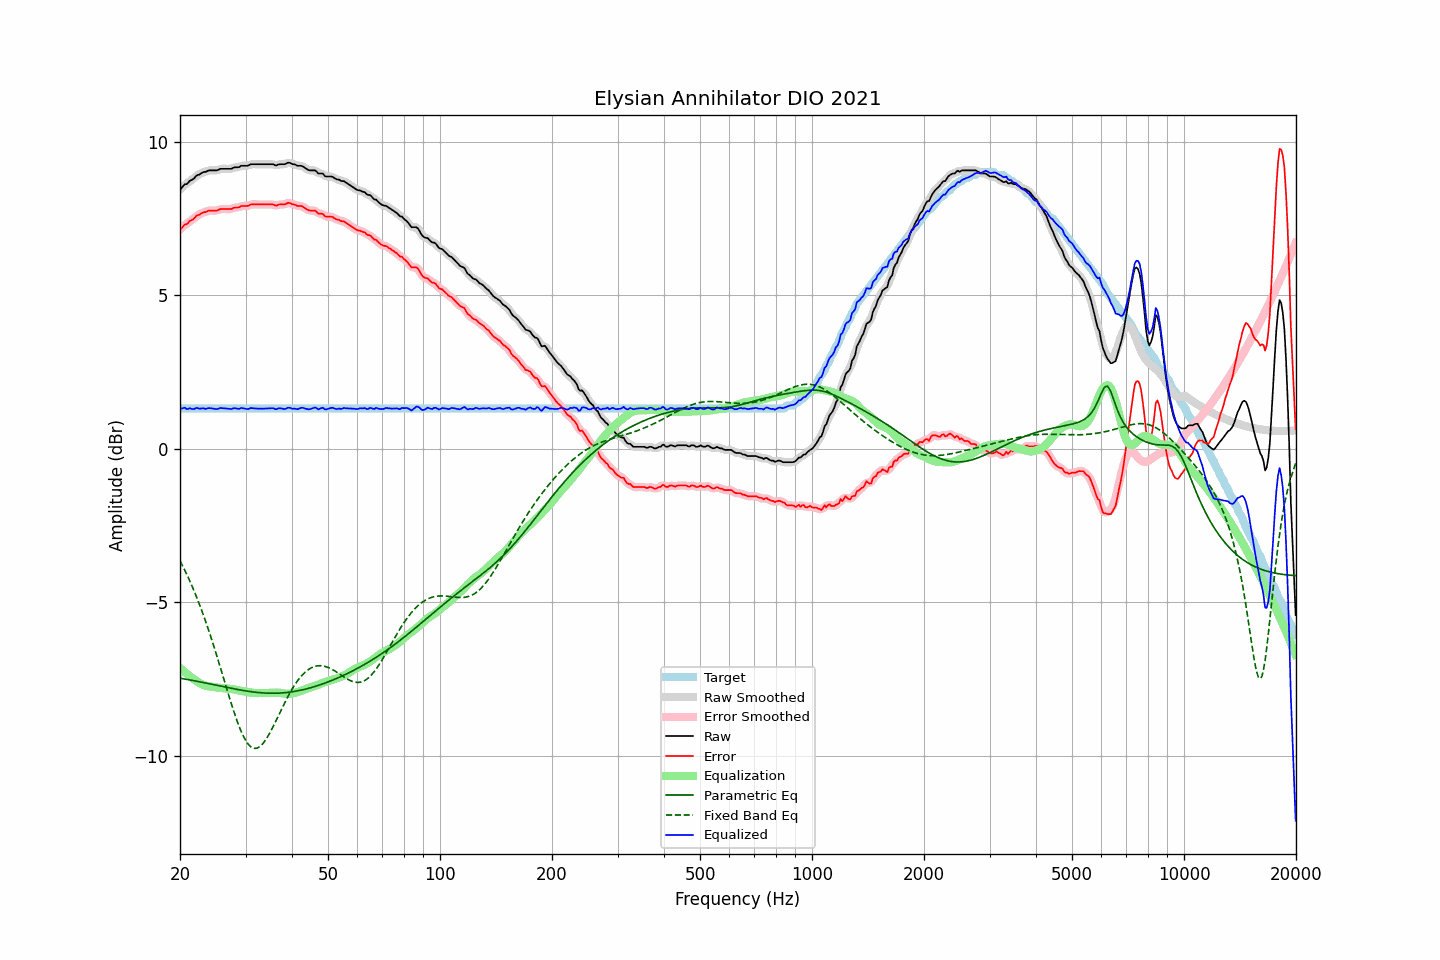 Elysian Annihilator DIO 2021
Amplitude (dBr)
10
5
0
−5
−10
Target
Raw Smoothed
Error Smoothed
Raw
Error
Equalization
Parametric Eq
Fixed Band Eq
Equalized
20
50
100
200
500
1000
2000
5000
10000
20000
Frequency (Hz)